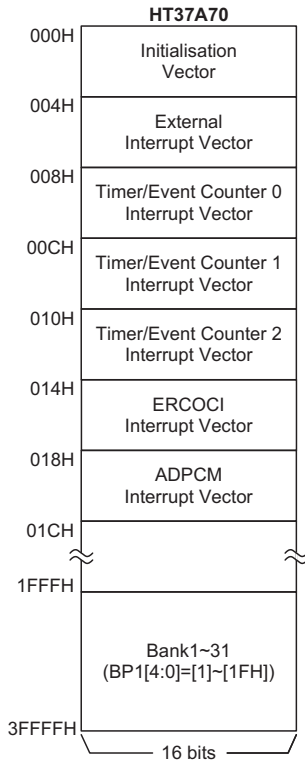 HT37A70
000H
Initialisation
Vector
004H
External
Interrupt Vector
008H
Timer/Event Counter 0
Interrupt Vector
00CH
Timer/Event Counter 1
Interrupt Vector
010H
Timer/Event Counter 2
Interrupt Vector
014H
ERCOCI
Interrupt Vector
018H
ADPCM
Interrupt Vector
01CH
1FFFH
Bank1~31
(BP1[4:0]=[1]~[1FH])
3FFFFH
16 bits